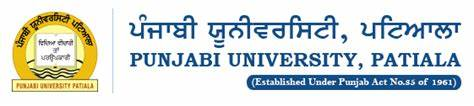 ਪੰਜਾਬੀ ਯੂਨੀਵਰਸਿਟੀ ਪਟਿਆਲਾ
ਵਿਦਿਆ ਵੀਚਾਰੀ
ਤਾਂ
ਪਰਉਪਕਾਰੀ
PUNJABI UNIVERSITY PATIALA
ਪੰਜਾਬੀ ਯੂਨੀਵਰਸਿਟੀ, ਪਟਿਆਲਾ
PUNJABI UNIVERSITY, PATIALA
(Established Under Punjab Act No.35 of 1961)